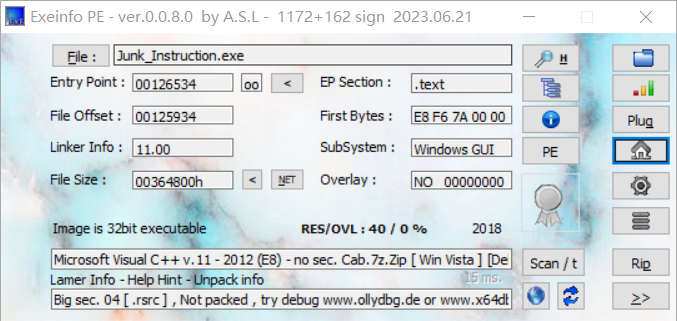 Exeinfo PE - ver.0.0.8.0 by A.S.L - 1172+162 sign 2023.06.21
File : Junk_Instruction.exe H
Entry Point : 00126534 oo < EP Section : .text
File Offset : 00125934 First Bytes : E8 F6 7A 00 00 Plug
Linker Info : 11.00 SubSystem : Windows GUI PE
File Size : 00364800h < NET Overlay : NO 00000000
Image is 32bit executable RES/OVL : 40 / 0 % 2018
Microsoft Visual C++ v.11 - 2012 (E8) - no sec. Cab.7z.Zip [ Win Vista ] [De Scan / t Rip
Lamer Info - Help Hint - Unpack info 15 ms.
Big sec. 04 [ .rsrc ] , Not packed , try debug www.ollydbg.de or www.x64db >>